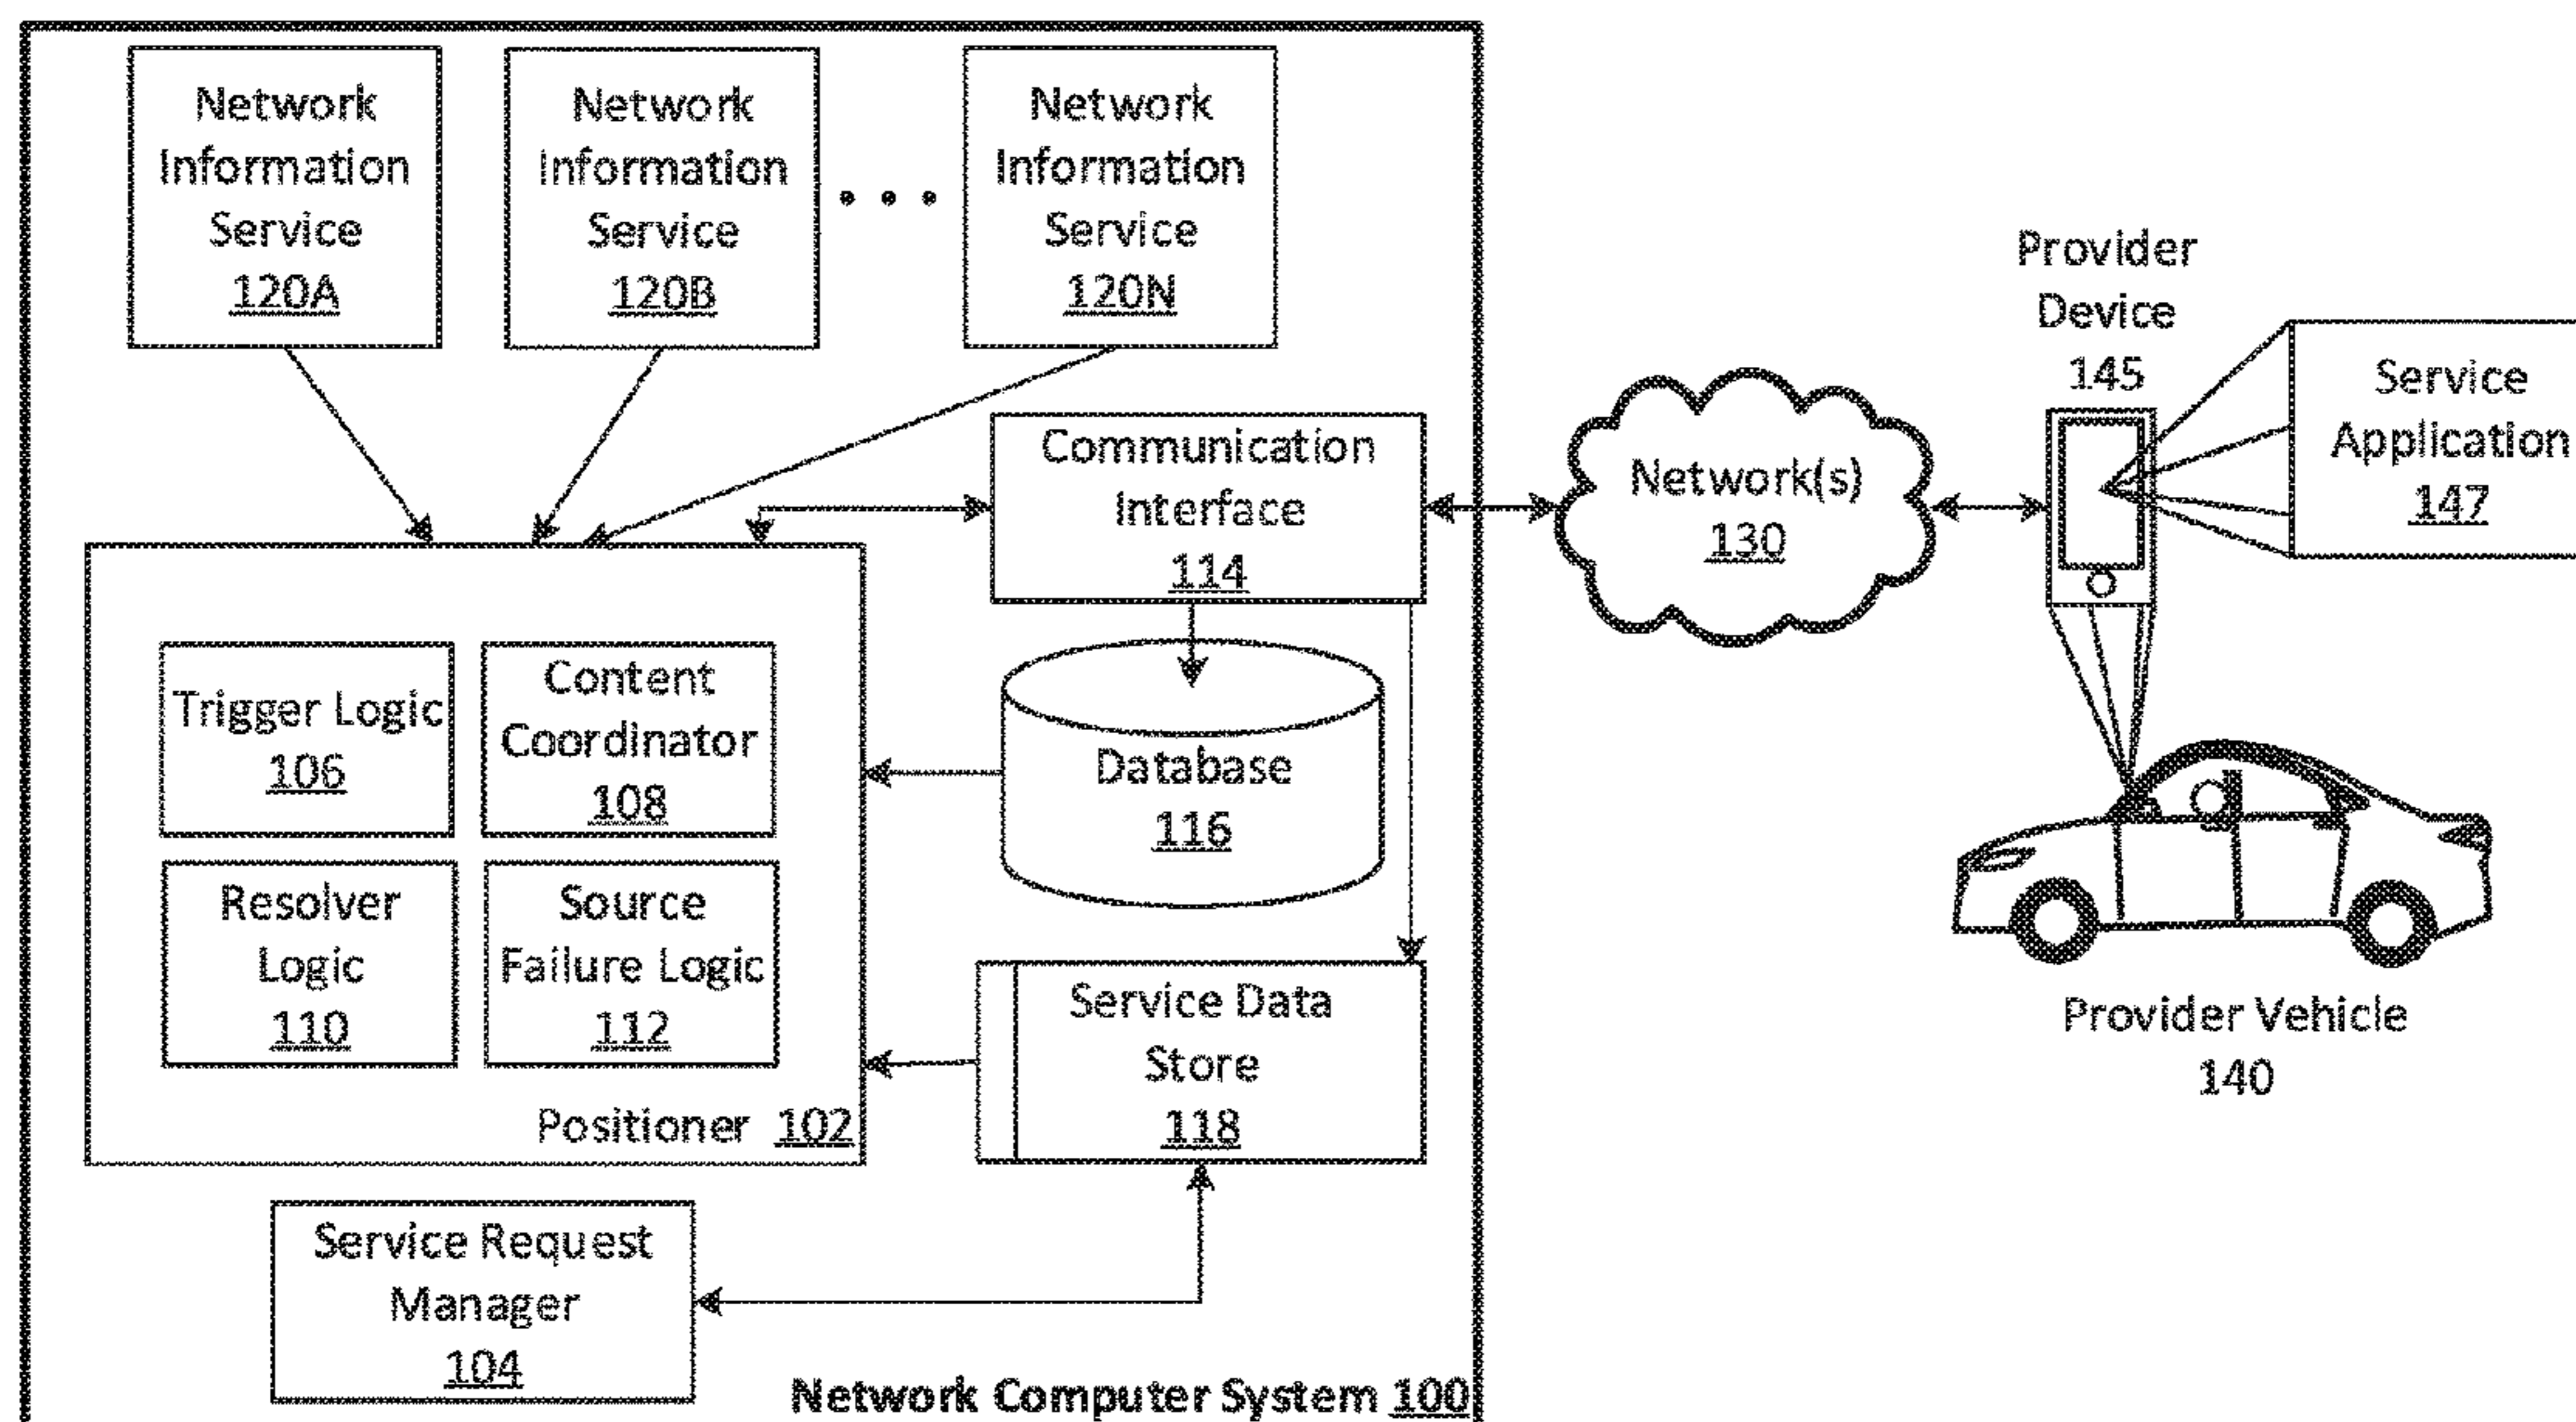 Network
Information
Service
120A
Network
Information
Service
120B
• • •
Network
Information
Service
120N
Communication
Interface
114
Network(s)
130
Provider
Device
145
Service
Application
147
Trigger Logic
106
Content
Coordinator
108
Resolver
Logic
110
Source
Failure Logic
112
Positioner 102
Database
116
Service Data
Store
118
Provider Vehicle
140
Service Request
Manager
104
Network Computer System 100